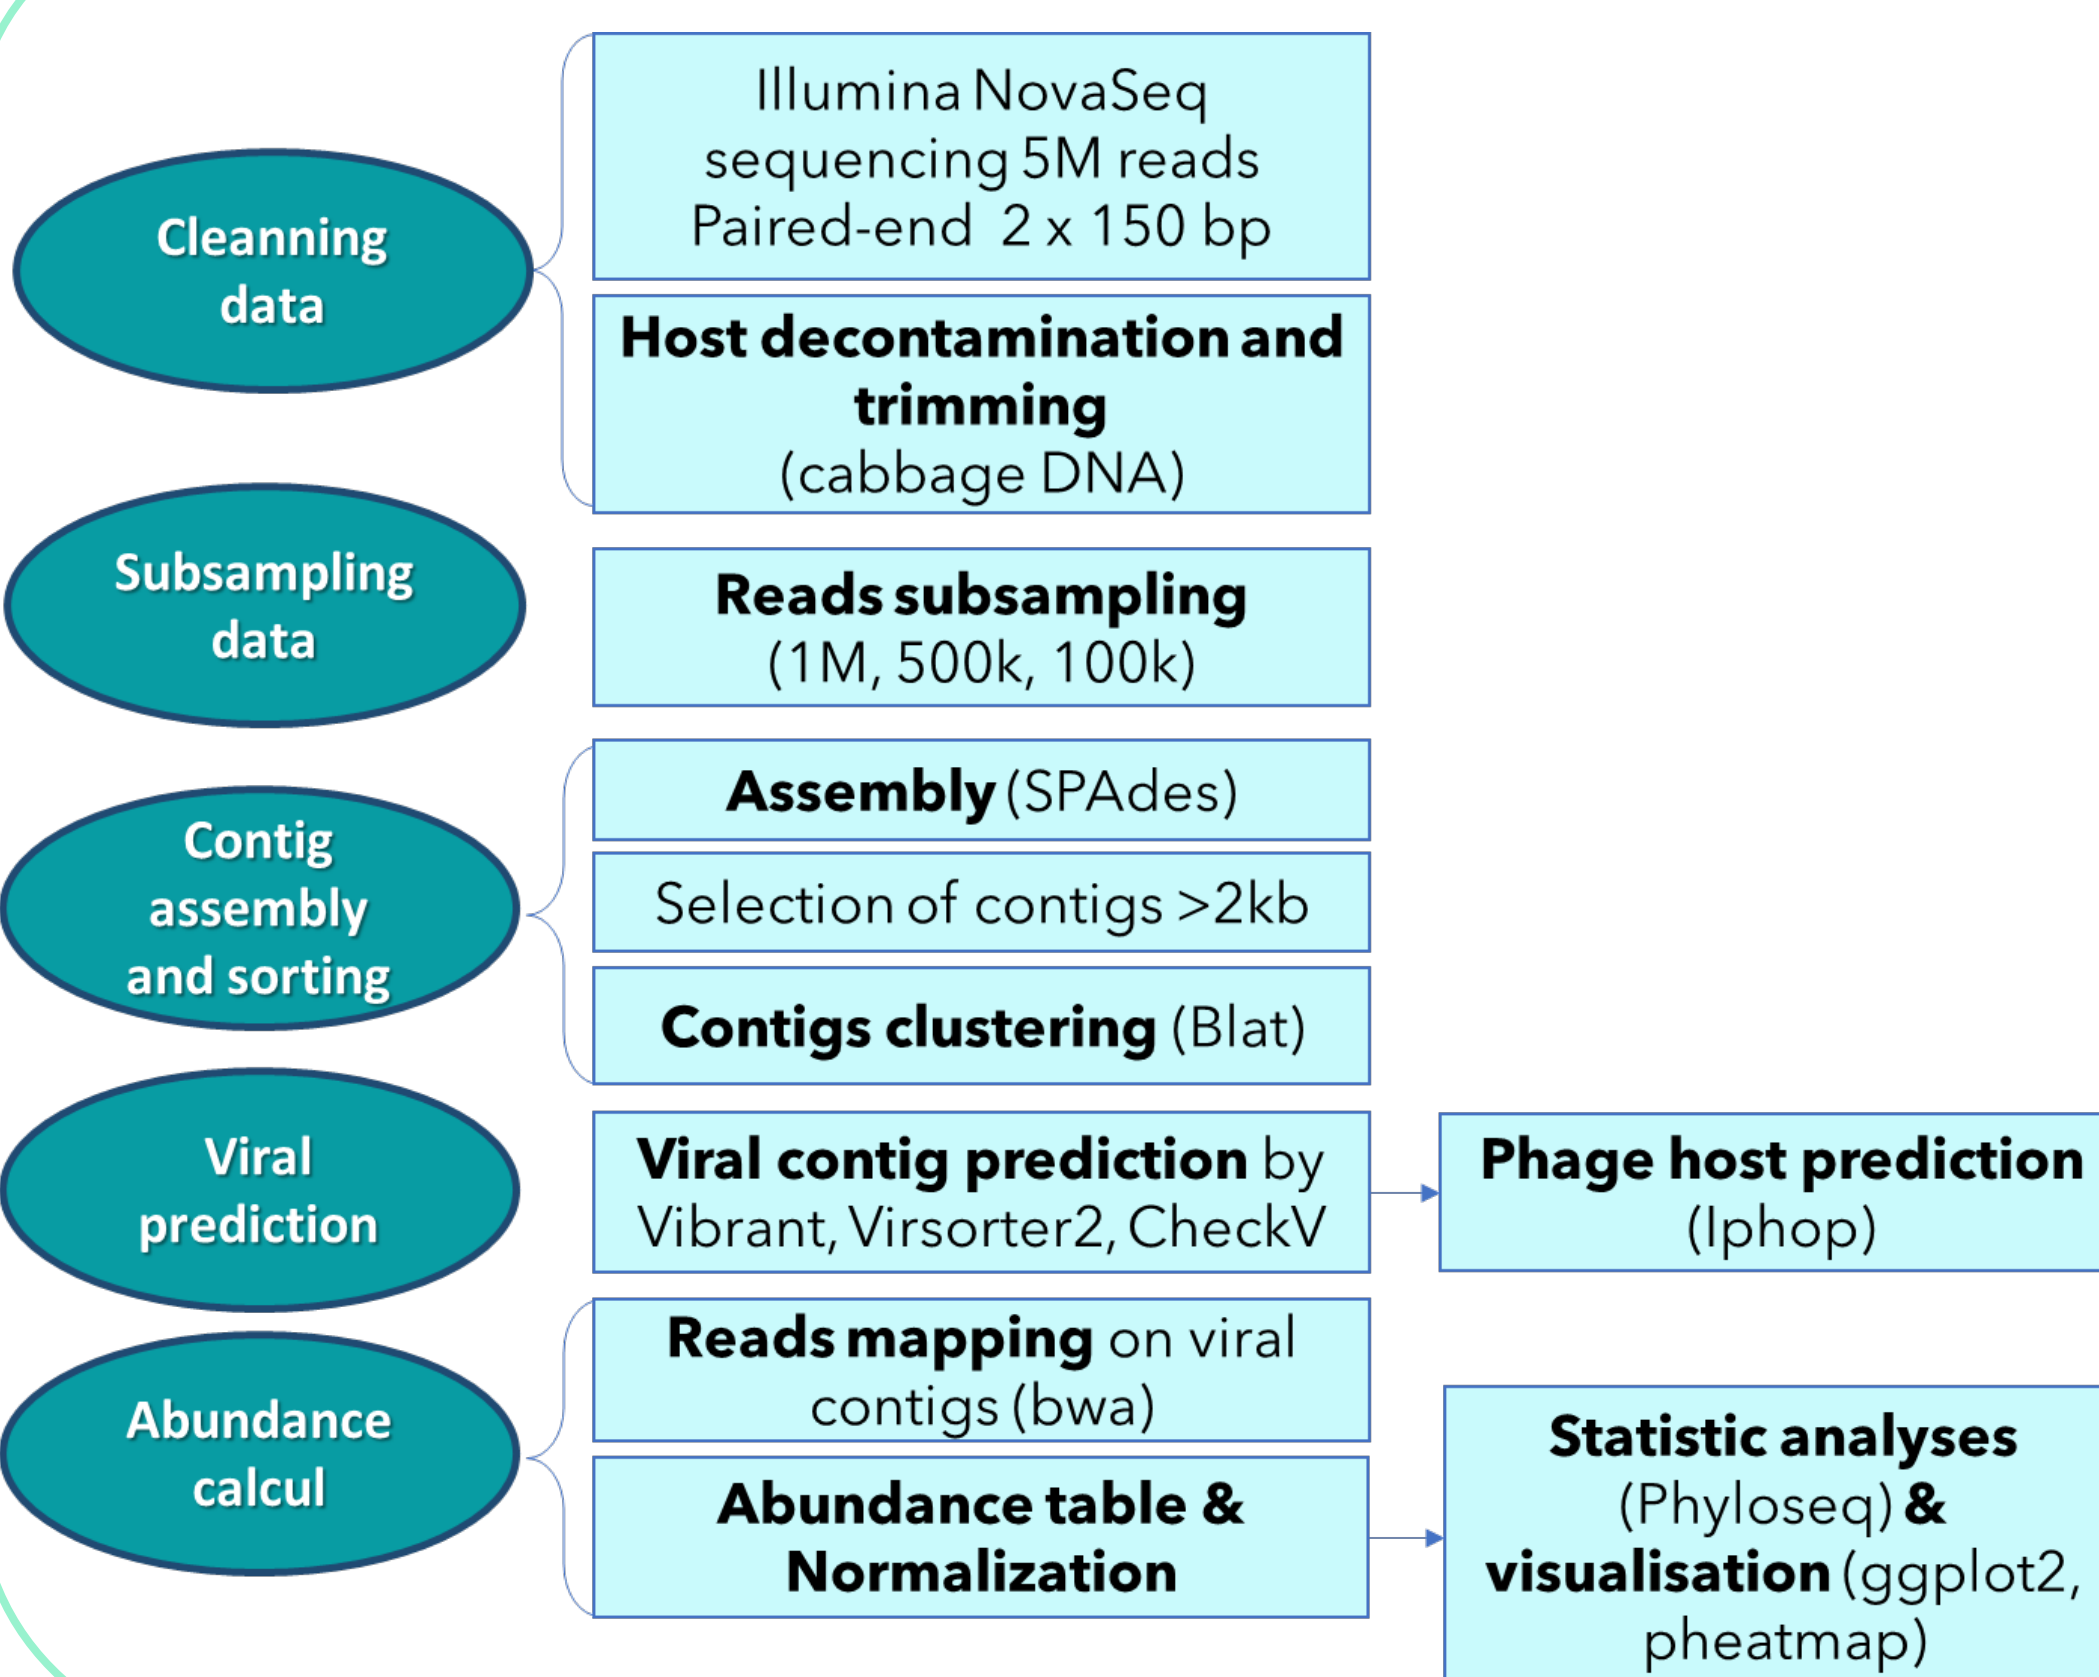 Cleanning
data
Illumina NovaSeq
sequencing 5M reads
Paired-end 2 x 150 bp
Host decontamination and
trimming
(cabbage DNA)
Subsampling
data
Reads subsampling
(1M, 500k, 100k)
Contig
assembly
and sorting
Assembly (SPAdes)
Selection of contigs >2kb
Contigs clustering (Blat)
Viral
prediction
Viral contig prediction by
Vibrant, Virsorter2, CheckV
Phage host prediction
(Iphop)
Abundance
calcul
Reads mapping on viral
contigs (bwa)
Abundance table &
Normalization
Statistic analyses
(Phyloseq) &
visualisation (ggplot2,
pheatmap)